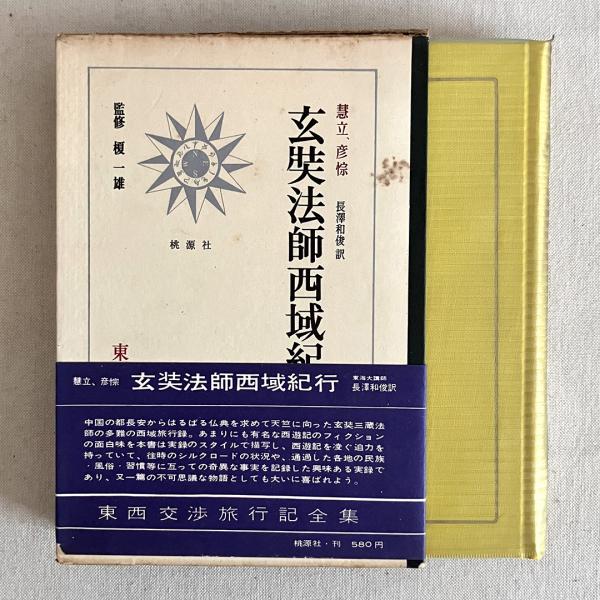 慧立、彦悰
長澤和俊訳
玄奘法師西域紀
監修 榎一雄
桃源社
東
慧立、彦悰
玄奘法師西域紀行
東海大講師
長澤和俊訳
中国の都長安からはるばる仏典を求めて天竺に向った玄奘三蔵法
師の多難の西域旅行録。あまりにも有名な西遊記のフィクション
の面白味を本書は実録のスタイルで描写し、西遊記を凌ぐ迫力を
持っていて、往時のシルクロードの状況や、通過した各地の民族
・風俗・習慣等に亙っての奇異な事実を記録した興味ある実録で
あり、又一篇の不可思議な物語としても大いに喜ばれよう。
東西交渉旅行記全集
桃源社・刊 580円